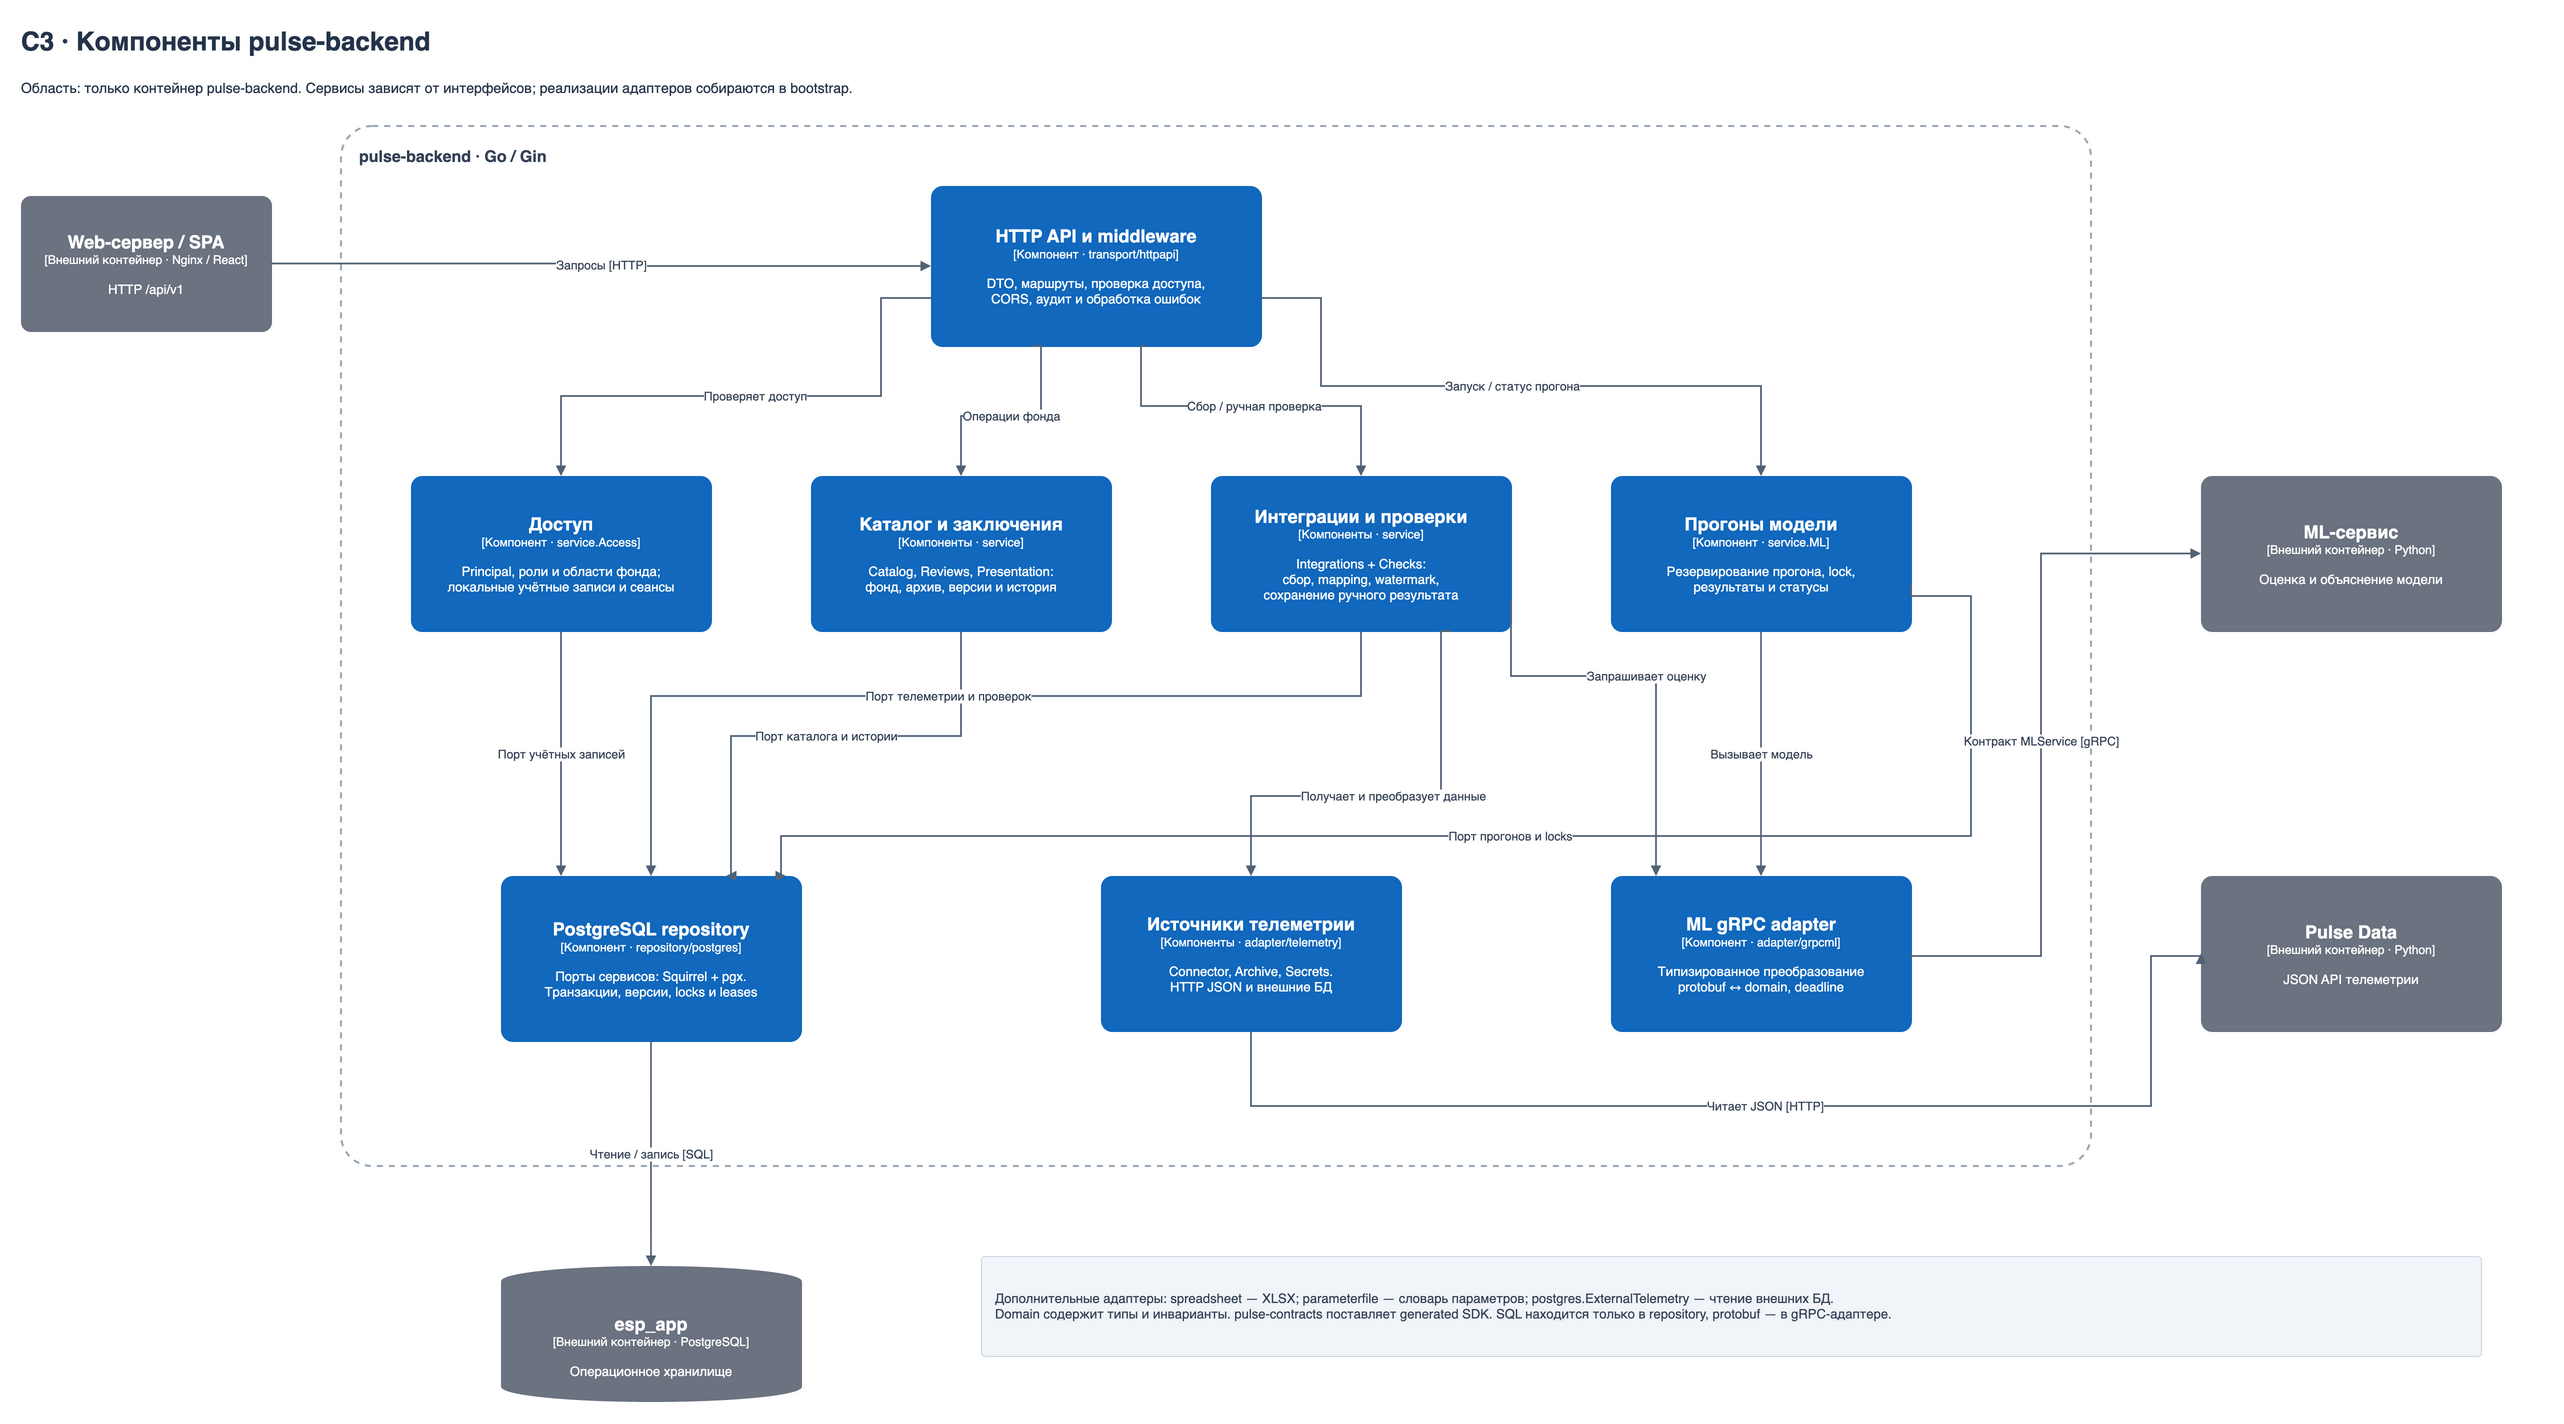 C3 · Компоненты pulse-backend
Область: только контейнер pulse-backend. Сервисы зависят от интерфейсов; реализации адаптеров собираются в bootstrap.
pulse-backend · Go / Gin
Web-сервер / SPA
[Внешний контейнер · Nginx / React]
HTTP /api/v1
Запросы [HTTP]
HTTP API и middleware
[Компонент · transport/httpapi]
DTO, маршруты, проверка доступа,
CORS, аудит и обработка ошибок
Проверяет доступ
Операции фонда
Сбор / ручная проверка
Запуск / статус прогона
Доступ
[Компонент · service.Access]
Principal, роли и области фонда;
локальные учётные записи и сеансы
Каталог и заключения
[Компоненты · service]
Catalog, Reviews, Presentation:
фонд, архив, версии и история
Интеграции и проверки
[Компоненты · service]
Integrations + Checks:
сбор, mapping, watermark,
сохранение ручного результата
Прогоны модели
[Компонент · service.ML]
Резервирование прогона, lock,
результаты и статусы
ML-сервис
[Внешний контейнер · Python]
Оценка и объяснение модели
Запрашивает оценку
Порт телеметрии и проверок
Порт каталога и истории
Контракт MLService [gRPC]
Порт учётных записей
Вызывает модель
Получает и преобразует данные
Порт прогонов и locks
PostgreSQL repository
[Компонент · repository/postgres]
Порты сервисов: Squirrel + pgx.
Транзакции, версии, locks и leases
Источники телеметрии
[Компоненты · adapter/telemetry]
Connector, Archive, Secrets.
HTTP JSON и внешние БД
ML gRPC adapter
[Компонент · adapter/grpcml]
Типизированное преобразование
protobuf ↔ domain, deadline
Pulse Data
[Внешний контейнер · Python]
JSON API телеметрии
Читает JSON [HTTP]
Чтение / запись [SQL]
esp_app
[Внешний контейнер · PostgreSQL]
Операционное хранилище
Дополнительные адаптеры: spreadsheet — XLSX; parameterfile — словарь параметров; postgres.ExternalTelemetry — чтение внешних БД.
Domain содержит типы и инварианты. pulse-contracts поставляет generated SDK. SQL находится только в repository, protobuf — в gRPC-адаптере.